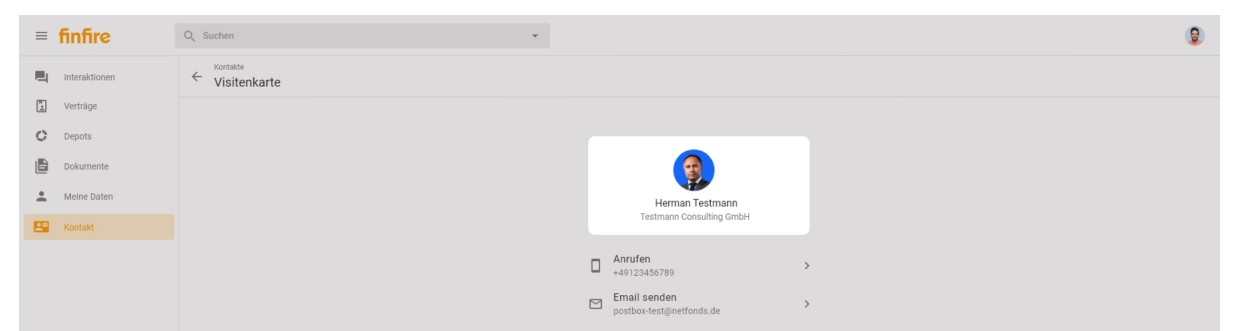 finfire
Suchen
Interaktionen
Verträge
Depots
Dokumente
Meine Daten
Kontakt
Kontakte
Visitenkarte
Herman Testmann
Testmann Consulting GmbH
Anrufen
+49123456789
Email senden
postbox-test@netfonds.de